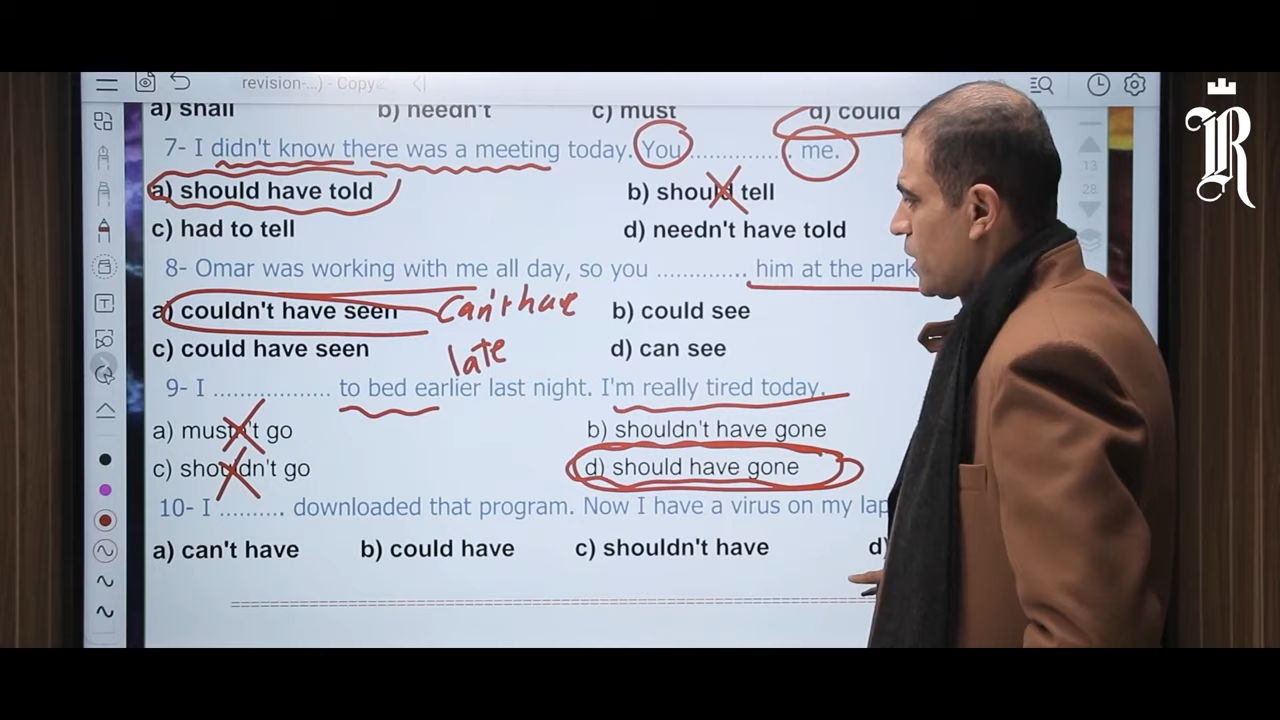 revision-...) - Copy
a) shall b) needn't c) must d) could
7- I didn't know there was a meeting today. You .............. me.
13
a) should have told b) should tell
28
c) had to tell d) needn't have told
8- Omar was working with me all day, so you .............. him at the park
a) couldn't have seen can't have b) could see
c) could have seen late d) can see
9- I .................. to bed earlier last night. I'm really tired today.
a) mustn't go b) shouldn't have gone
c) shouldn't go d) should have gone
10- I .......... downloaded that program. Now I have a virus on my lap
a) can't have b) could have c) shouldn't have d)
R